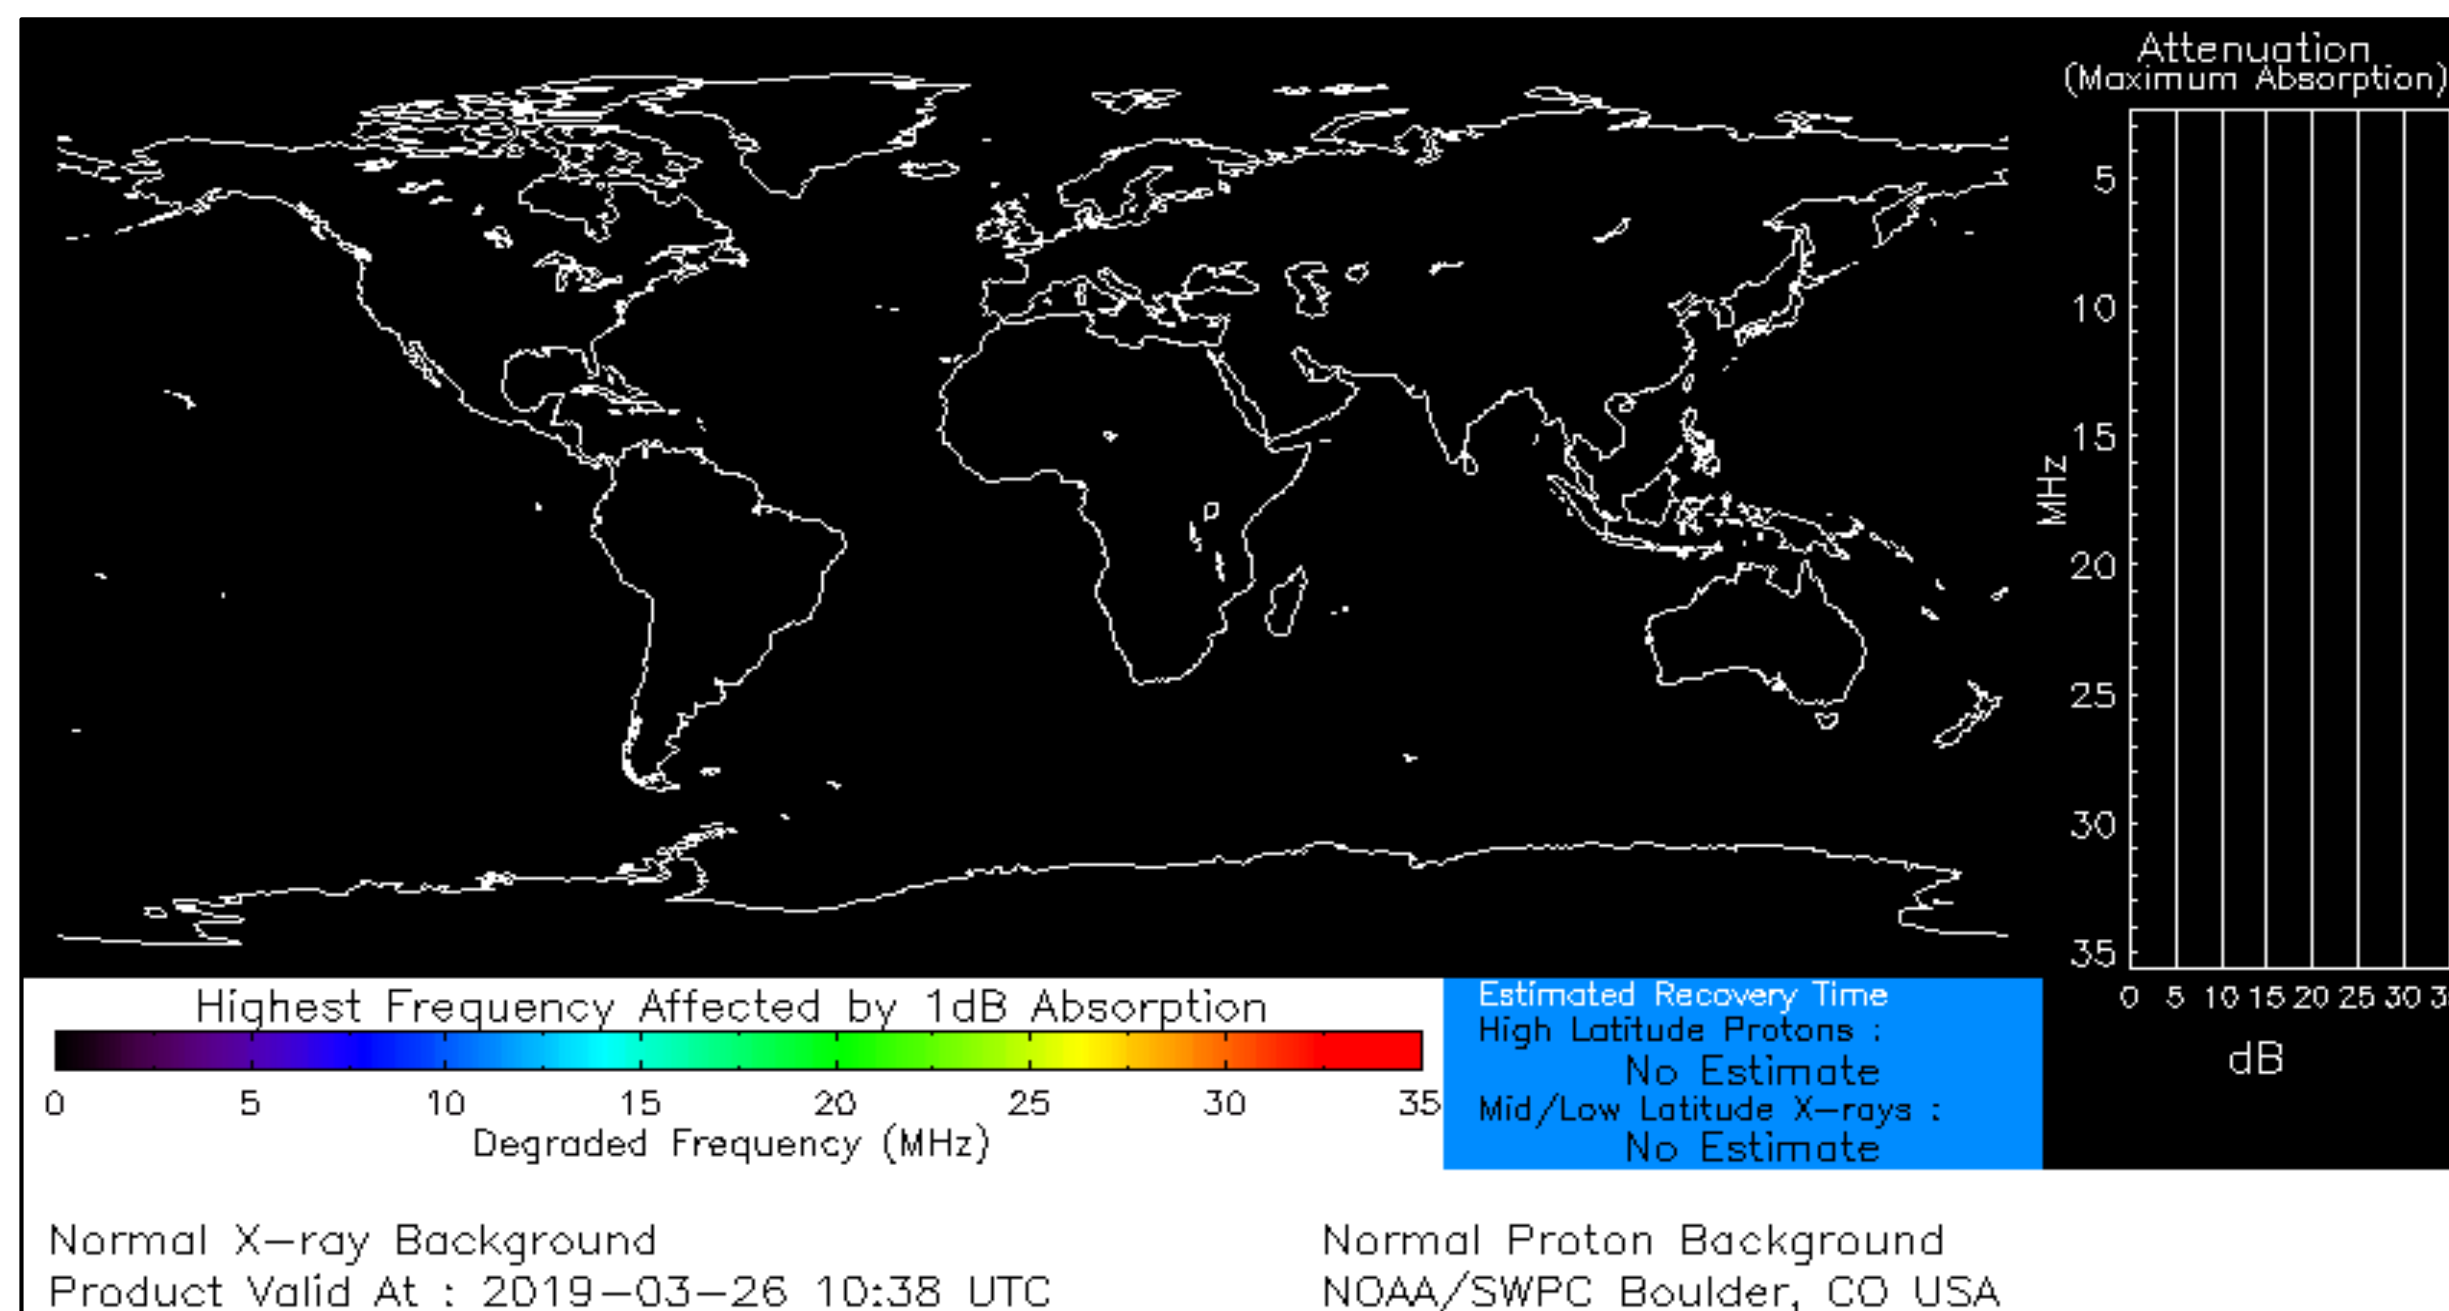 Attenuation
(Maximum Absorption)
5
10
15
20
25
30
35
MHz
0 5 10 15 20 25 30
dB
Highest Frequency Affected by 1dB Absorption
0 5 10 15 20 25 30 35
Degraded Frequency (MHz)
Estimated Recovery Time
High Latitude Protons :
No Estimate
Mid/Low Latitude X-rays :
No Estimate
Normal X-ray Background
Normal Proton Background
Product Valid At : 2019-03-26 10:38 UTC
NOAA/SWPC Boulder, CO USA